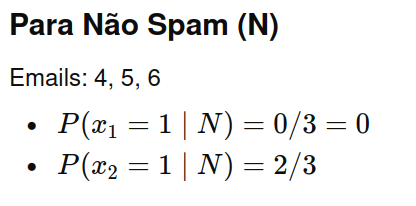 Para Não Spam (N)
Emails: 4, 5, 6
• P(x₁ = 1 | N) = 0/3 = 0
• P(x₂ = 1 | N) = 2/3